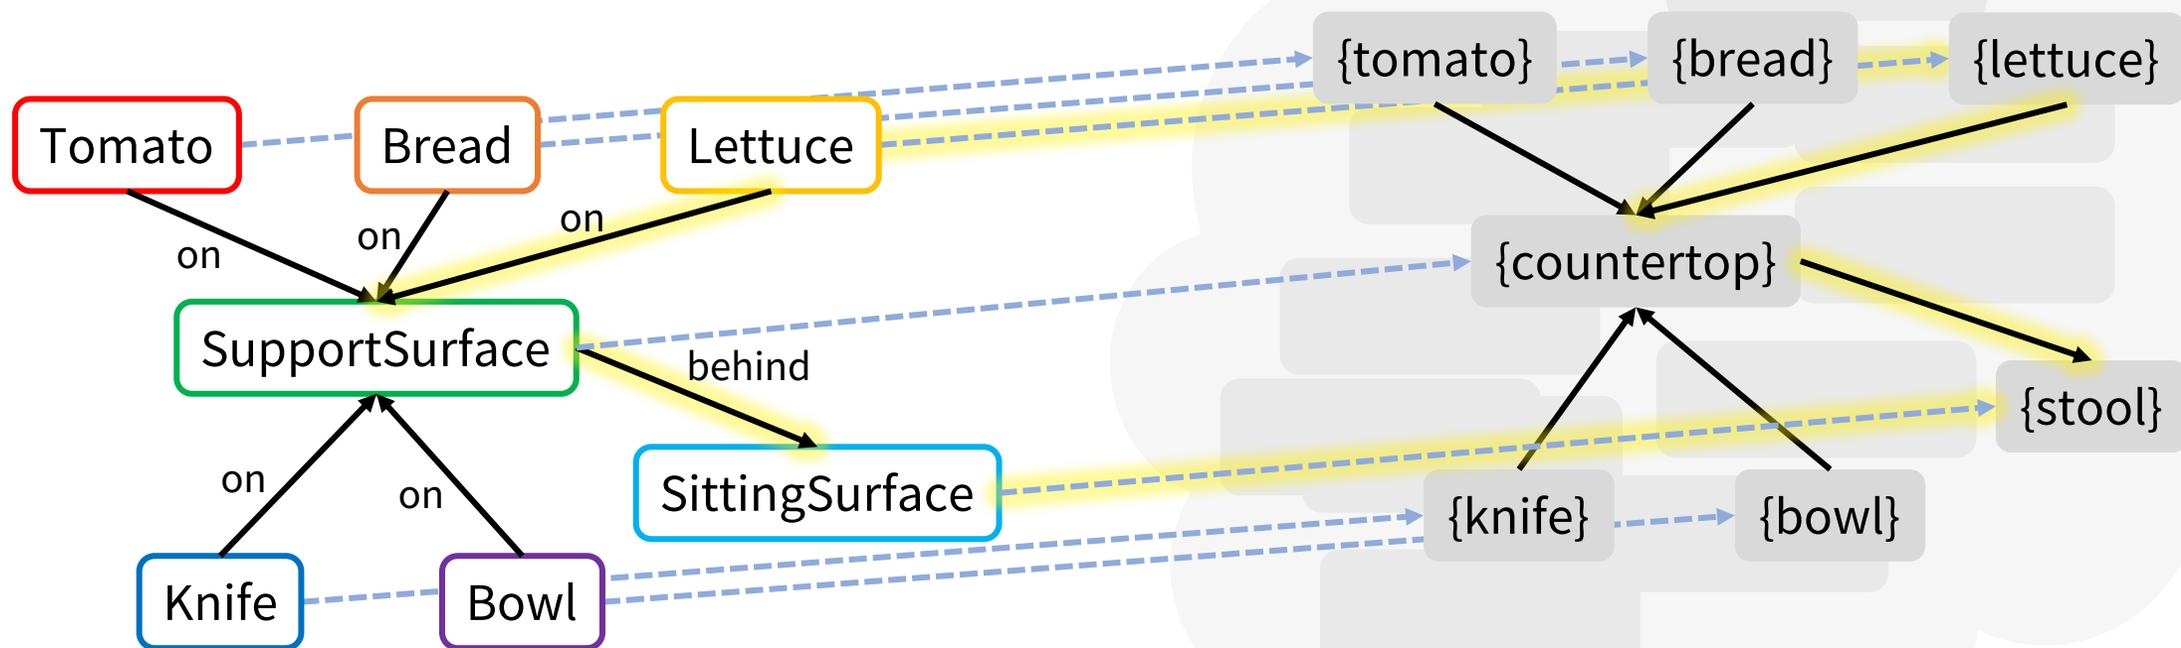 {tomato} {bread} {lettuce}
Tomato Bread Lettuce
on on on
{countertop}
SupportSurface
behind
{stool}
on on
SittingSurface
{knife} {bowl}
Knife Bowl